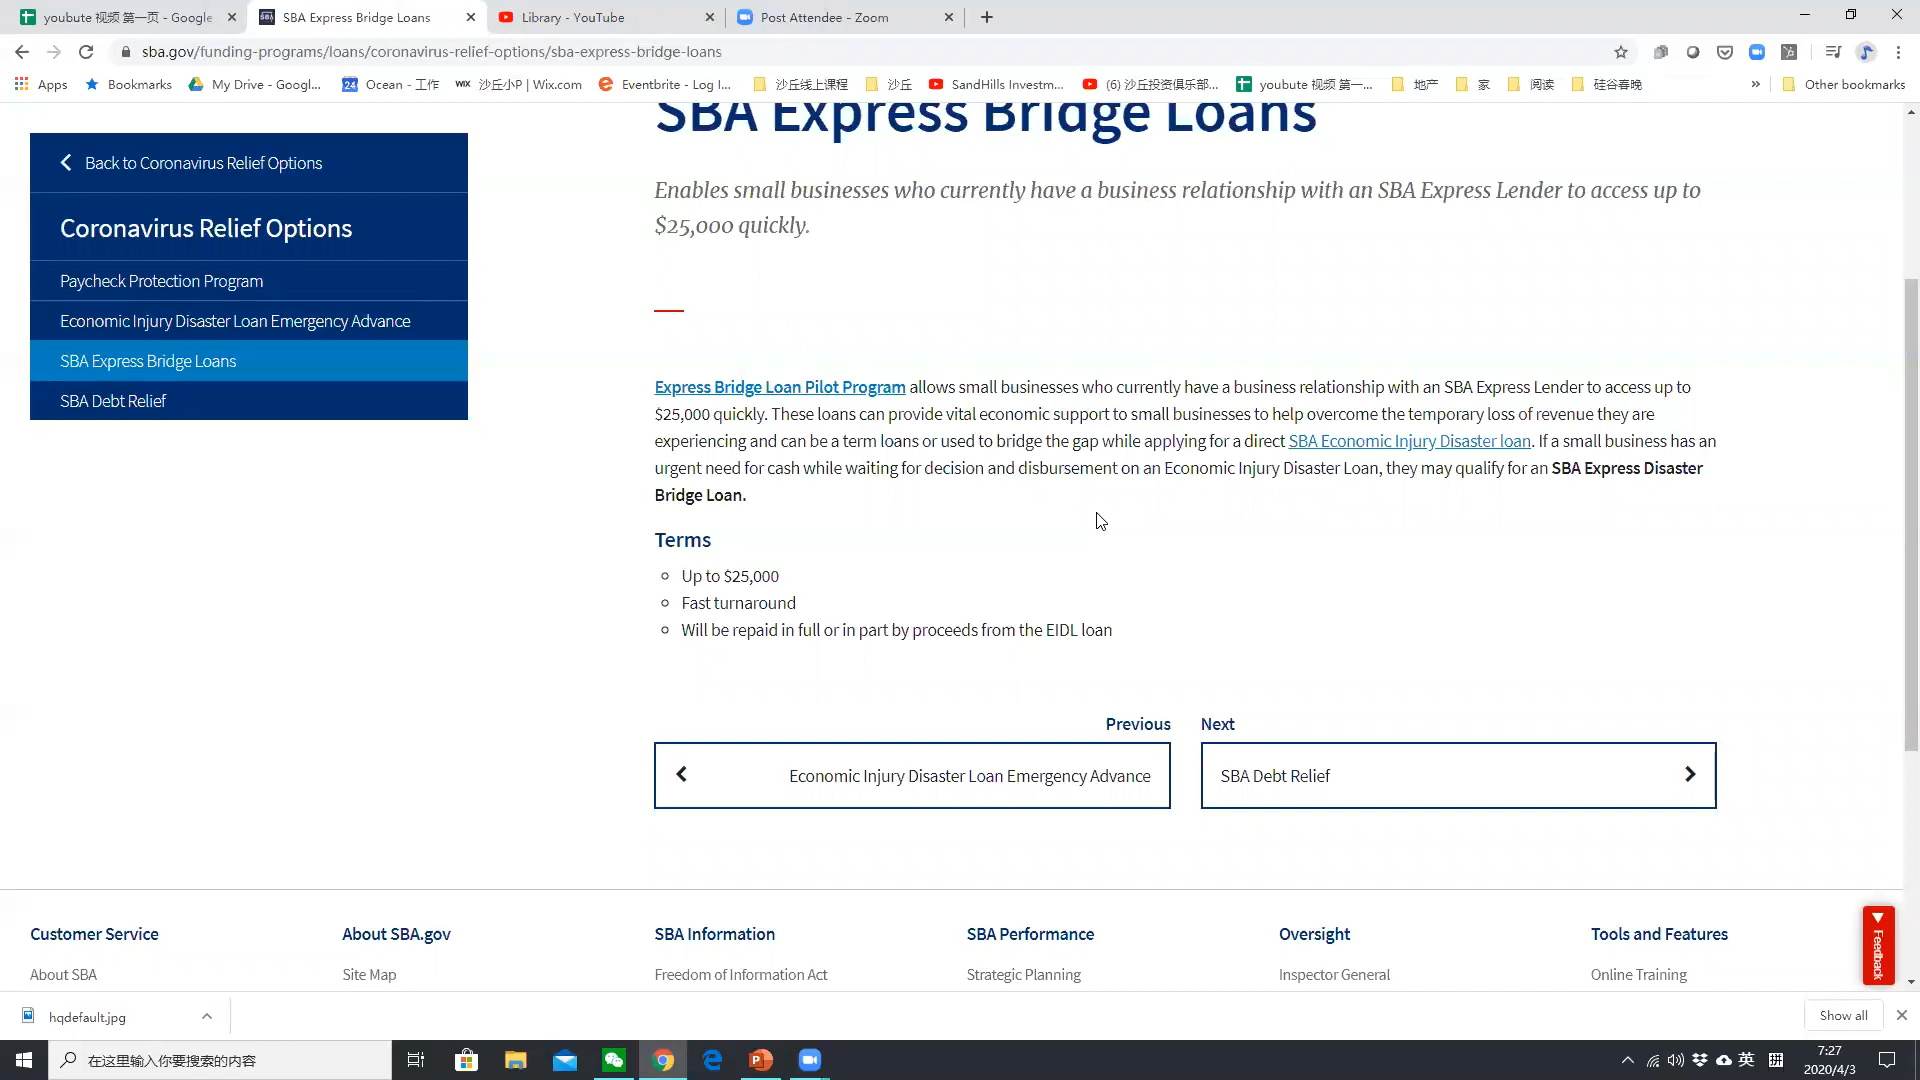 youbute 视频 第一页 - Google
SBA Express Bridge Loans
Library - YouTube
Post Attendee - Zoom
sba.gov/funding-programs/loans/coronavirus-relief-options/sba-express-bridge-loans
Apps
Bookmarks
My Drive - Googl...
24
Ocean - 工作
WIX
沙丘小P | Wix.com
Eventbrite - Log I...
沙丘线上课程
沙丘
SandHills Investm...
(6) 沙丘投资俱乐部...
youbute 视频 第一...
地产
家
阅读
硅谷春晚
»
Other bookmarks
Back to Coronavirus Relief Options
Coronavirus Relief Options
Paycheck Protection Program
Economic Injury Disaster Loan Emergency Advance
SBA Express Bridge Loans
SBA Debt Relief
SBA Express Bridge Loans
Enables small businesses who currently have a business relationship with an SBA Express Lender to access up to
$25,000 quickly.
Express Bridge Loan Pilot Program allows small businesses who currently have a business relationship with an SBA Express Lender to access up to
$25,000 quickly. These loans can provide vital economic support to small businesses to help overcome the temporary loss of revenue they are
experiencing and can be a term loans or used to bridge the gap while applying for a direct SBA Economic Injury Disaster loan. If a small business has an
urgent need for cash while waiting for decision and disbursement on an Economic Injury Disaster Loan, they may qualify for an SBA Express Disaster
Bridge Loan.
Terms
Up to $25,000
Fast turnaround
Will be repaid in full or in part by proceeds from the EIDL loan
Previous
Next
Economic Injury Disaster Loan Emergency Advance
SBA Debt Relief
Customer Service
About SBA.gov
SBA Information
SBA Performance
Oversight
Tools and Features
About SBA
Site Map
Freedom of Information Act
Strategic Planning
Inspector General
Online Training
Feedback
hqdefault.jpg
Show all
在这里输入你要搜索的内容
英
7:27
2020/4/3